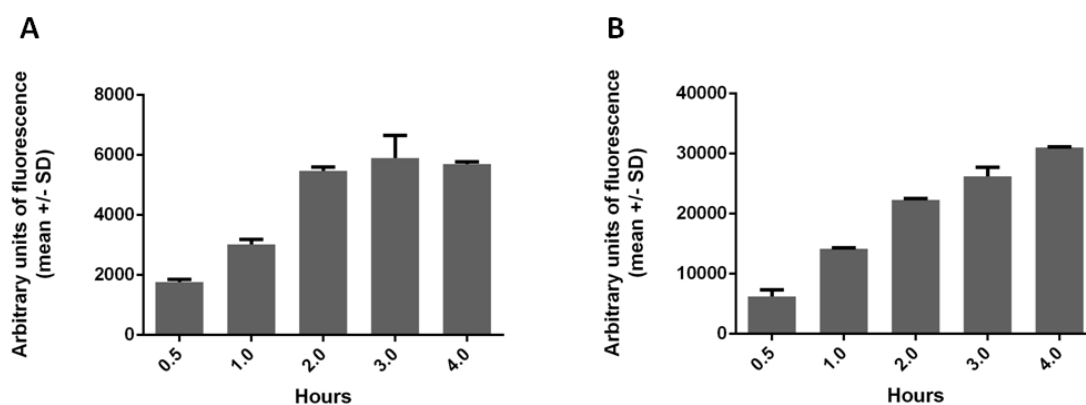 A
Arbitrary units of fluorescence
(mean +/- SD)
8000
6000
4000
2000
0
0.5
1.0
2.0
3.0
4.0
Hours
B
Arbitrary units of fluorescence
(mean +/- SD)
40000
30000
20000
10000
0
0.5
1.0
2.0
3.0
4.0
Hours